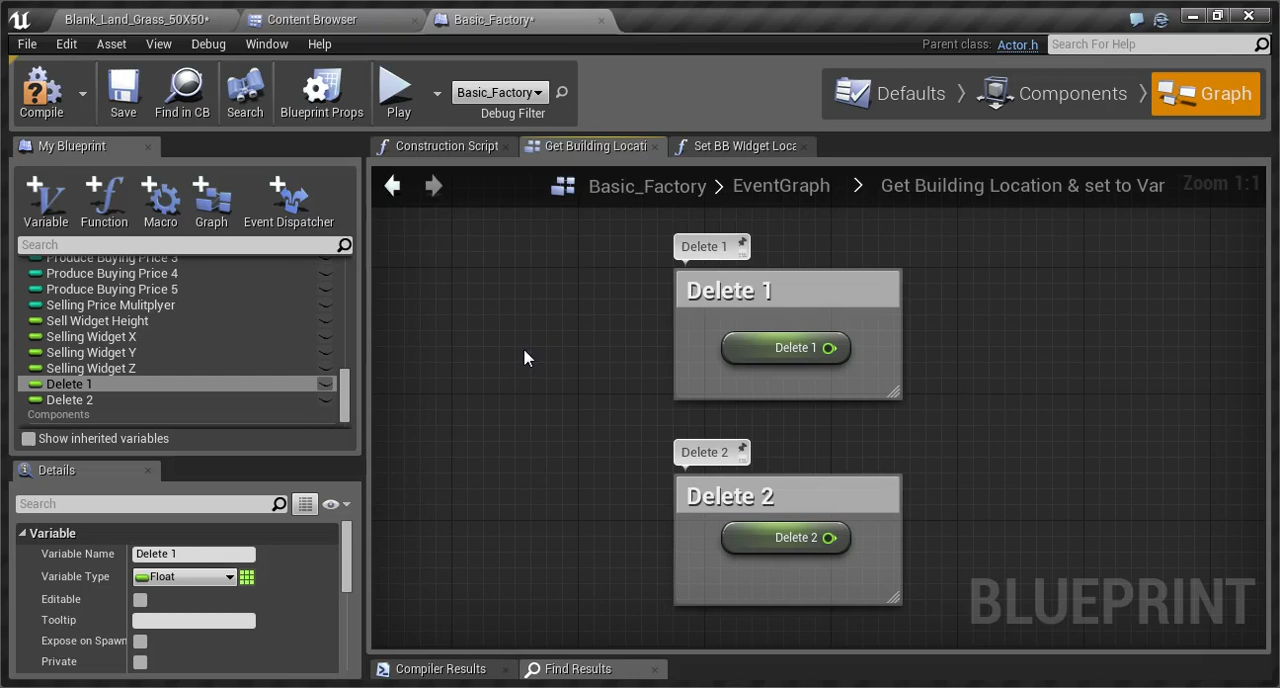 Blank_Land_Grass_50X50*
Content Browser
Basic_Factory*
File Edit Asset View Debug Window Help
Parent class: Actor.h
Search For Help
Compile
Save
Find in CB
Search
Blueprint Props
Play
Basic_Factory
Debug Filter
Defaults
Components
Graph
My Blueprint
Variable
Function
Macro
Graph
Event Dispatcher
Search
Produce Buying Price 3
Produce Buying Price 4
Produce Buying Price 5
Selling Price Mulitplyer
Sell Widget Height
Selling Widget X
Selling Widget Y
Selling Widget Z
Delete 1
Delete 2
Components
Show inherited variables
Details
Search
Variable
Variable Name Delete 1
Variable Type Float
Editable
Tooltip
Expose on Spawn
Private
Construction Script
Get Building Locati
Set BB WIdget Loca
Basic_Factory > EventGraph > Get Building Location & set to Var
Zoom 1:1
Delete 1
Delete 1
Delete 1
Delete 2
Delete 2
Delete 2
BLUEPRINT
Compiler Results
Find Results